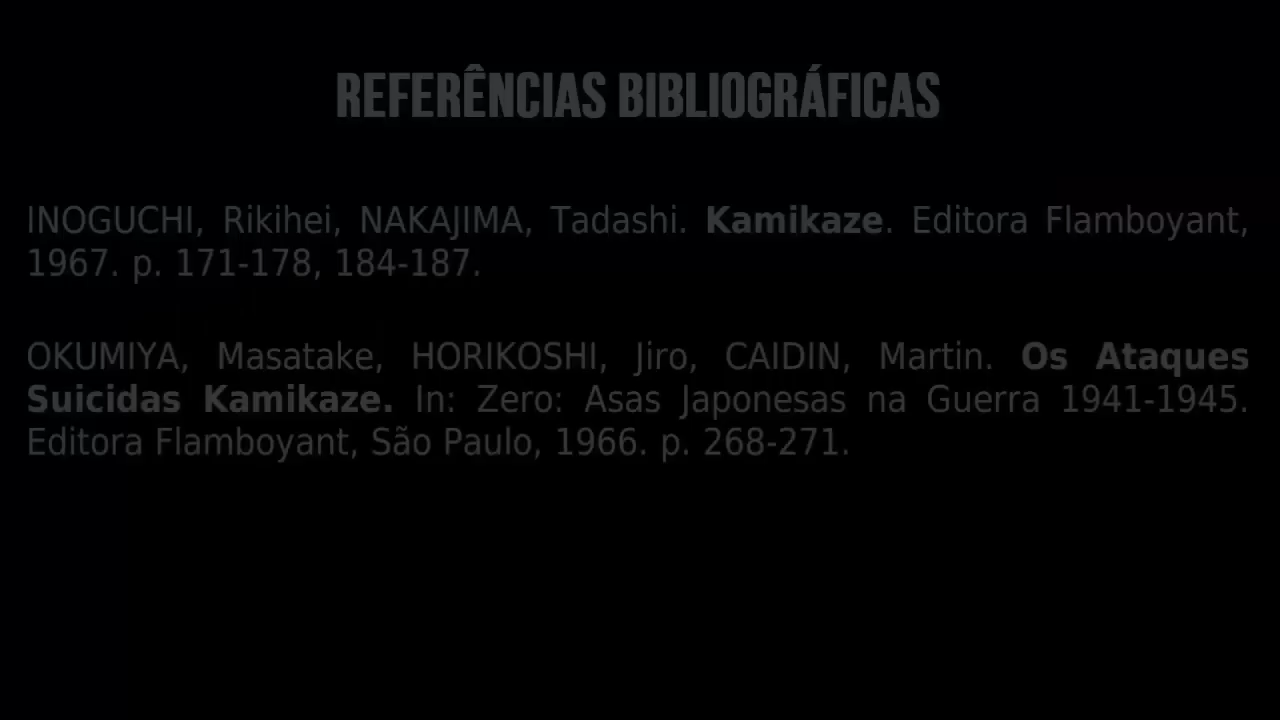 REFERÊNCIAS BIBLIOGRÁFICAS
INOGUCHI, Rikihei, NAKAJIMA, Tadashi. Kamikaze. Editora Flamboyant,
1967. p. 171-178, 184-187.
OKUMIYA, Masatake, HORIKOSHI, Jiro, CAIDIN, Martin. Os Ataques
Suicidas Kamikaze. In: Zero: Asas Japonesas na Guerra 1941-1945.
Editora Flamboyant, São Paulo, 1966. p. 268-271.